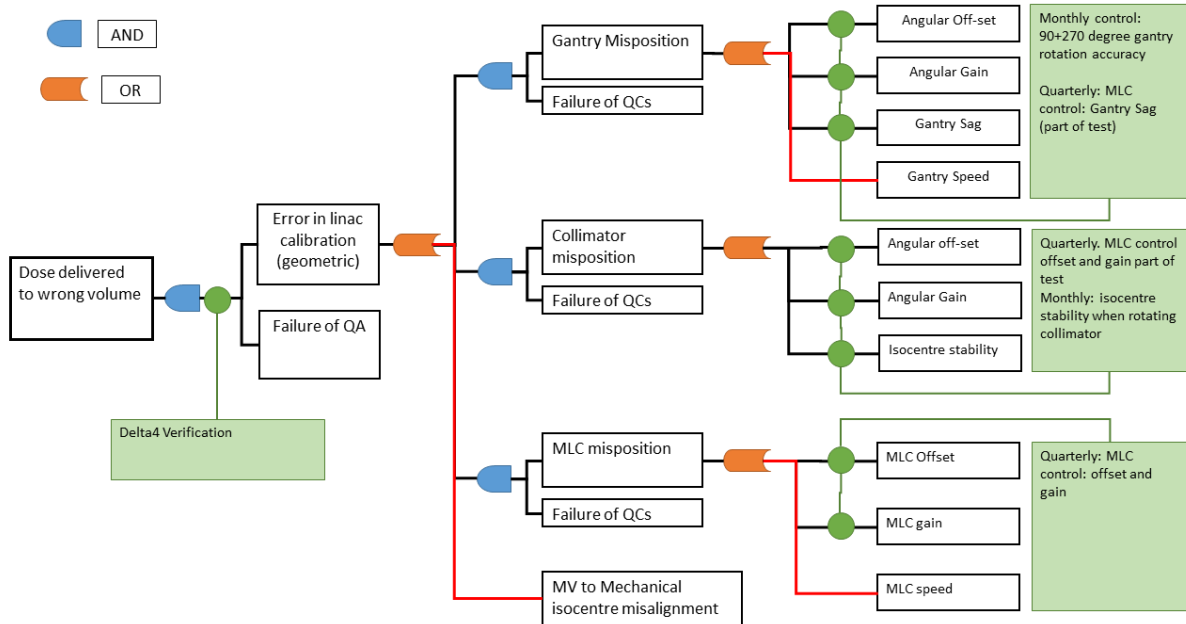 AND
OR
Dose delivered
to wrong volume
Error in linac
calibration
(geometric)
Failure of QA
Delta4 Verification
Gantry Misposition
Failure of QCs
Collimator
misposition
Failure of QCs
MLC misposition
Failure of QCs
MV to Mechanical
isocentre misalignment
Angular Off-set
Angular Gain
Gantry Sag
Gantry Speed
Monthly control:
90+270 degree gantry
rotation accuracy
Quarterly: MLC
control: Gantry Sag
(part of test)
Angular off-set
Angular Gain
Isocentre stability
Quarterly. MLC control
offset and gain part of
test
Monthly: isocentre
stability when rotating
collimator
MLC Offset
MLC gain
MLC speed
Quarterly: MLC
control: offset and
gain